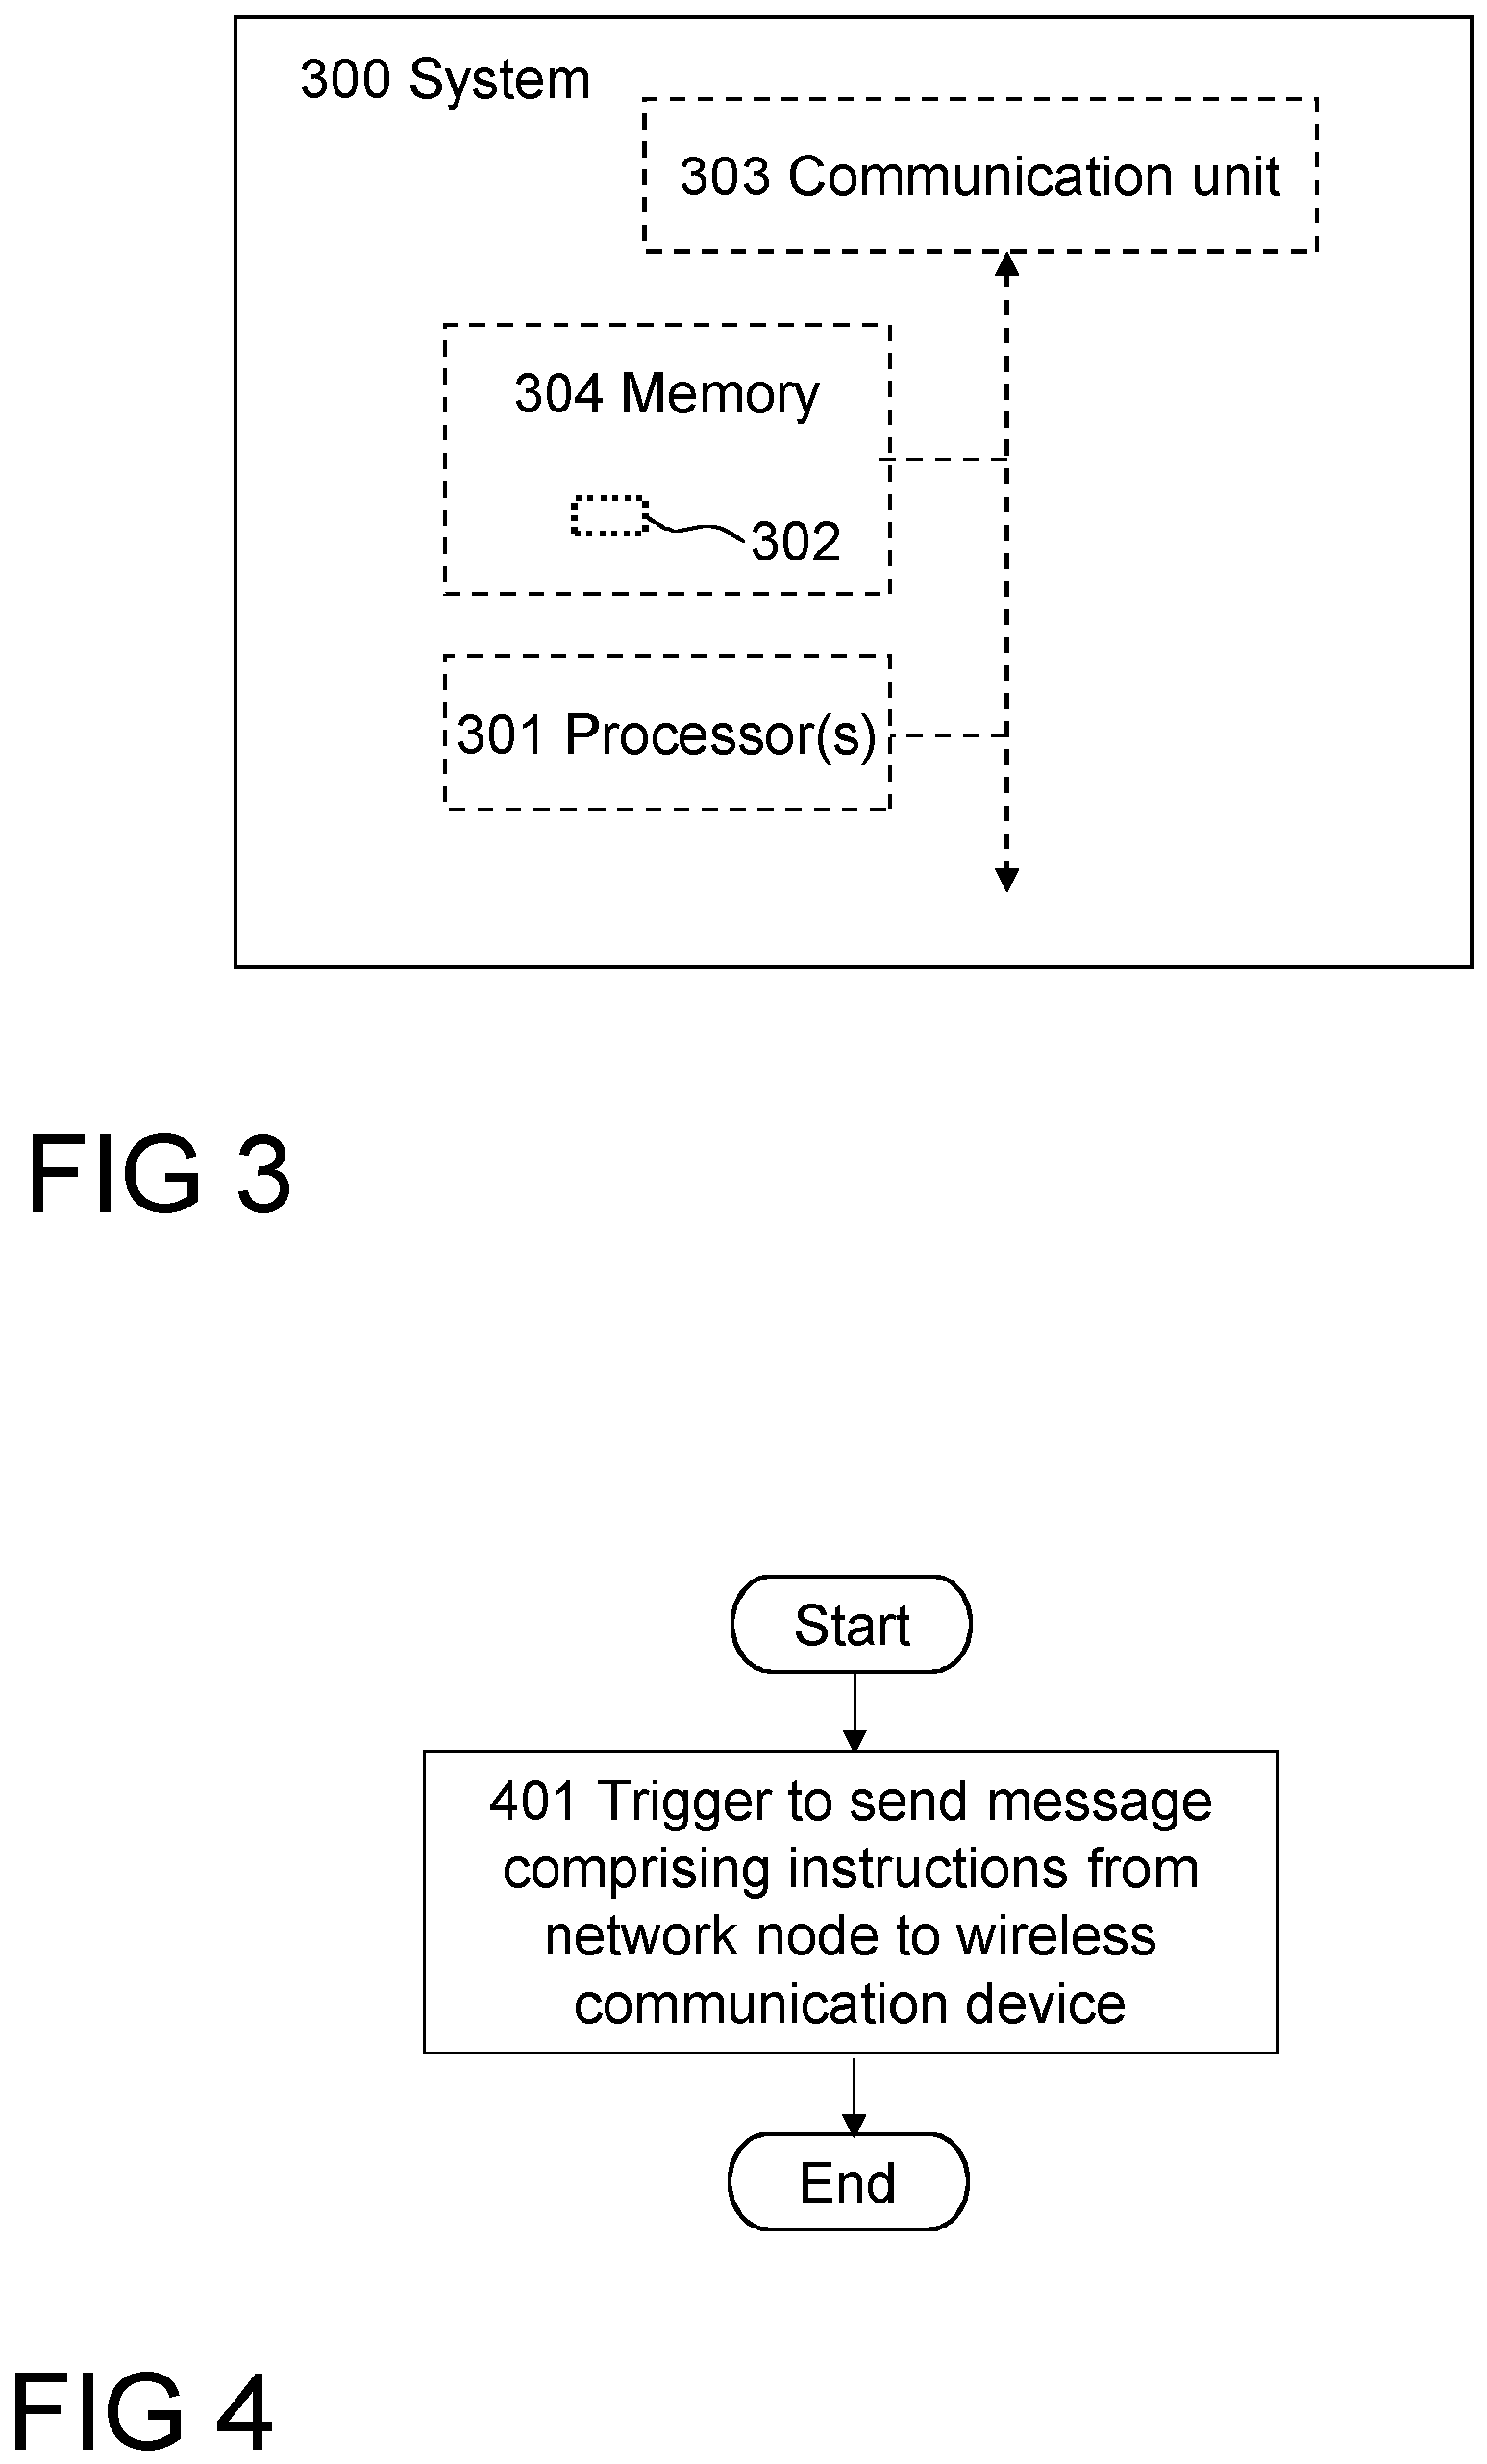 300 System
303 Communication unit
304 Memory
302
301 Processor(s)
FIG 3
Start
401 Trigger to send message
comprising instructions from
network node to wireless
communication device
End
FIG 4